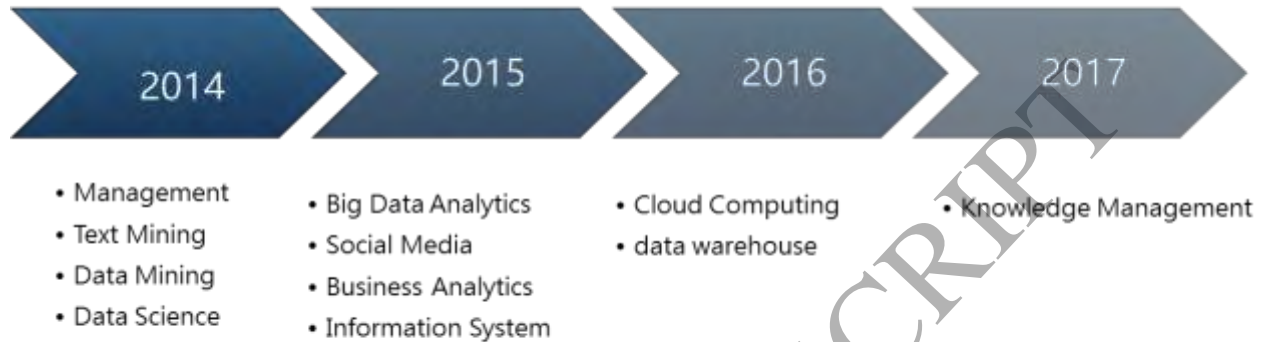 2014
2015
2016
2017
• Management
• Text Mining
• Data Mining
• Data Science
• Big Data Analytics
• Social Media
• Business Analytics
• Information System
• Cloud Computing
• data warehouse
• Knowledge Management
CRIPT